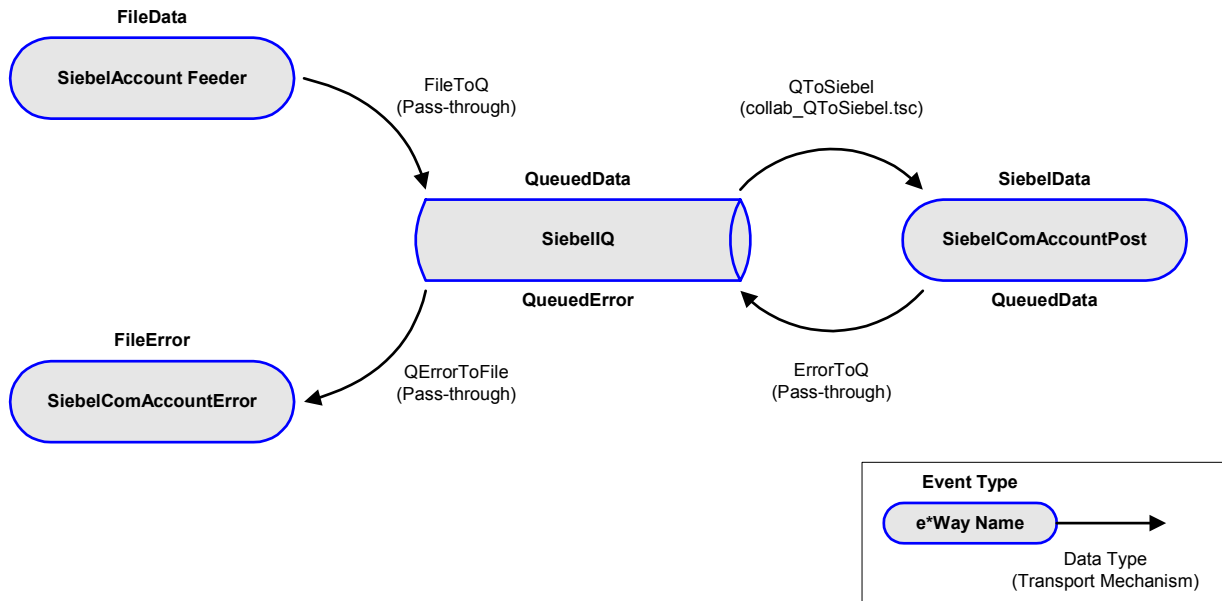 FileData
SiebelAccount Feeder
FileToQ
(Pass-through)
QToSiebel
(collab_QToSiebel.tsc)
QueuedData
SiebelIQ
QueuedError
SiebelData
SiebelComAccountPost
QueuedData
FileError
SiebelComAccountError
QErrorToFile
(Pass-through)
ErrorToQ
(Pass-through)
Event Type
e*Way Name
Data Type
(Transport Mechanism)